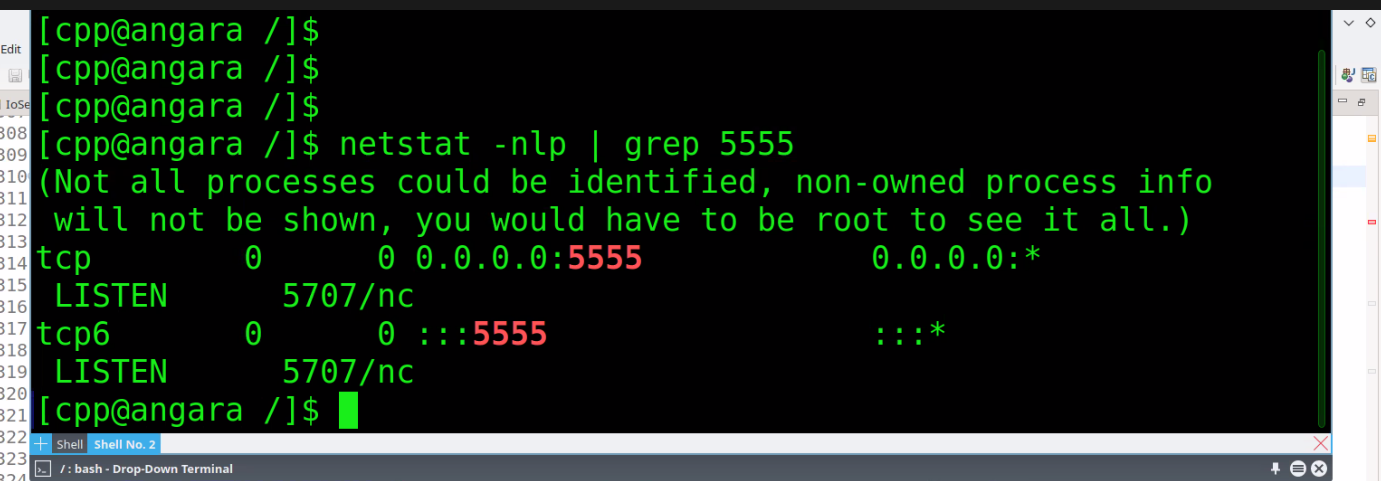 [cpp@angara /]$
[cpp@angara /]$
[cpp@angara /]$
[cpp@angara /]$ netstat -nlp | grep 5555
(Not all processes could be identified, non-owned process info
will not be shown, you would have to be root to see it all.)
tcp 0 0 0.0.0.0:5555 0.0.0.0:*
LISTEN 5707/nc
tcp6 0 0 :::5555 :::*
LISTEN 5707/nc
[cpp@angara /]$
Edit
IoSe
308
309
310
311
312
313
314
315
316
317
318
319
320
321
322
323
324
Shell
Shell No. 2
/ : bash - Drop-Down Terminal